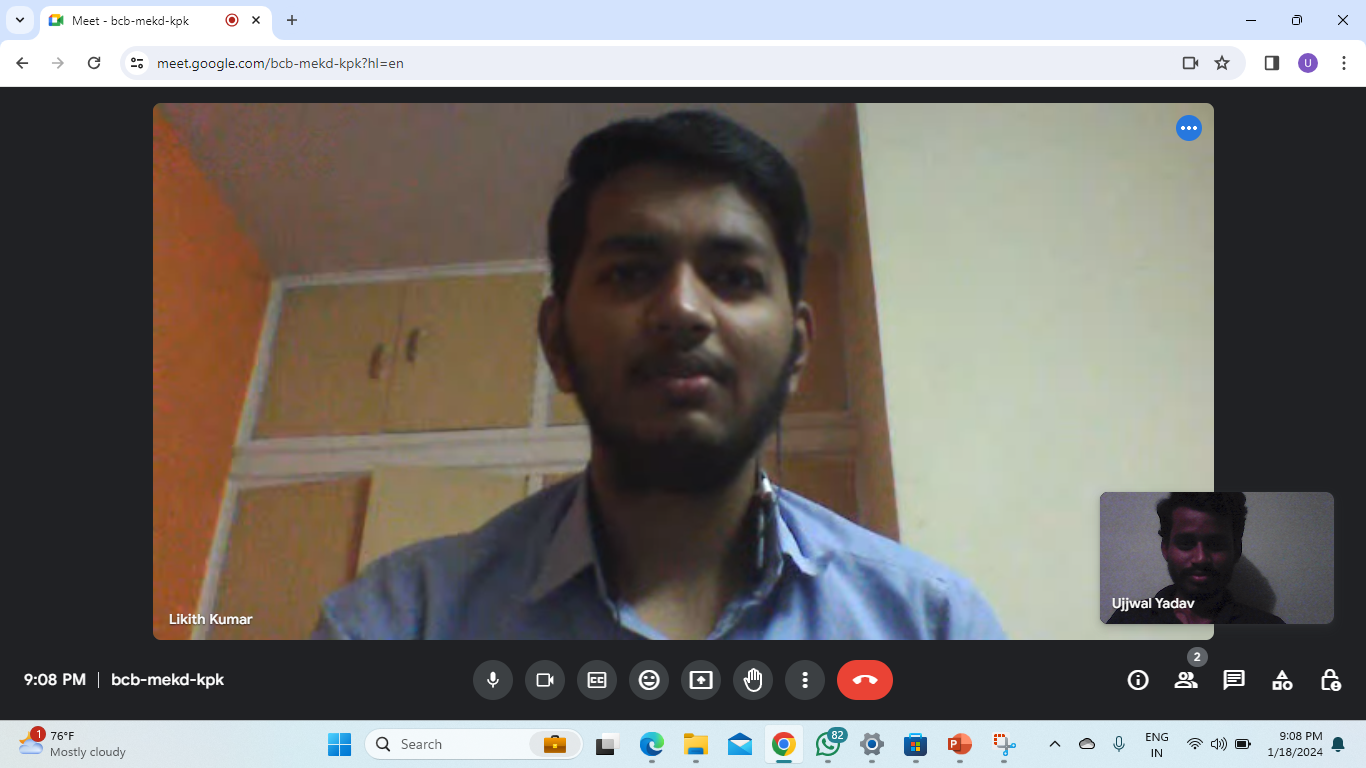 Meet - bcb-mekd-kpk
meet.google.com/bcb-mekd-kpk?hl=en
U
Likith Kumar
Ujjwal Yadav
9:08 PM | bcb-mekd-kpk
CC
2
1
76°F
Mostly cloudy
Search
82
P
ENG
IN
9:08 PM
1/18/2024